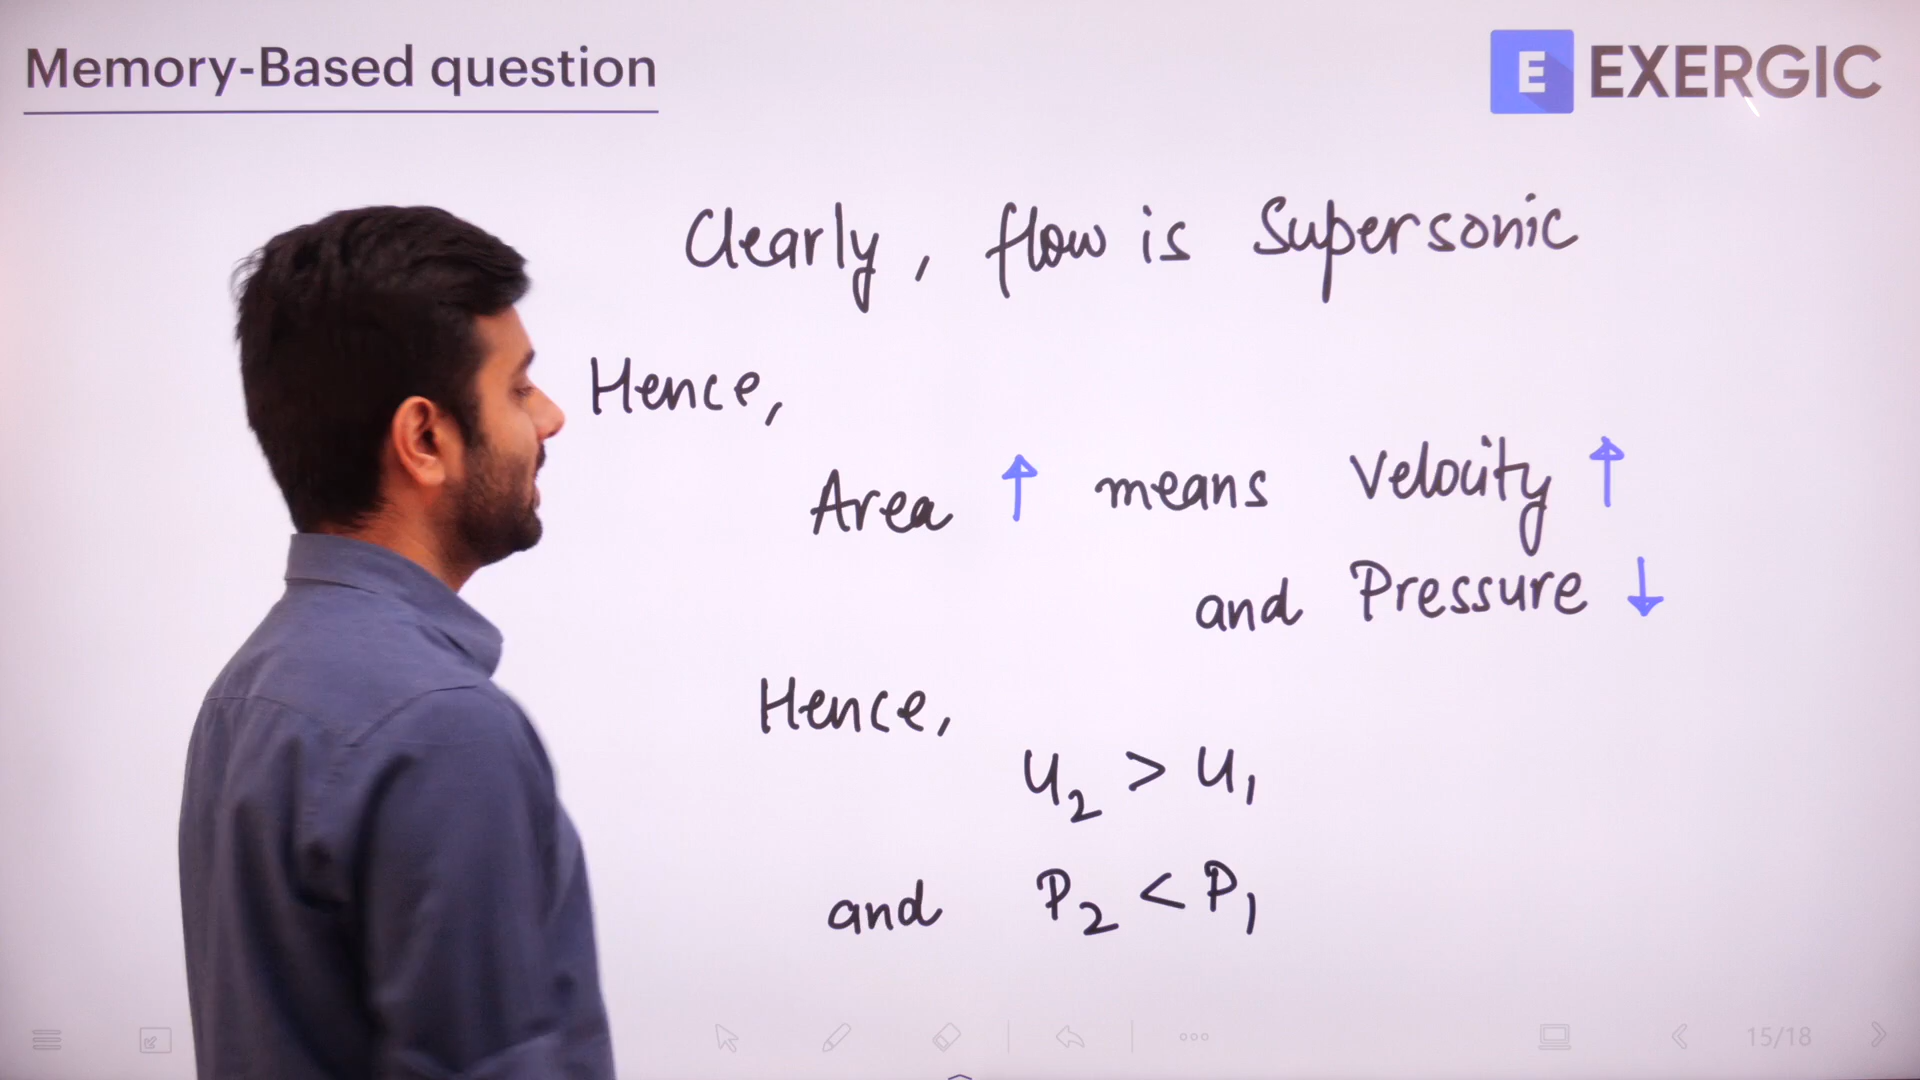 Memory-Based question
E EXERGIC
Clearly, flow is Supersonic
Hence,
Area ↑ means Velocity ↑
and Pressure ↓
Hence,
U₂ > U₁
and P₂ < P₁
15/18